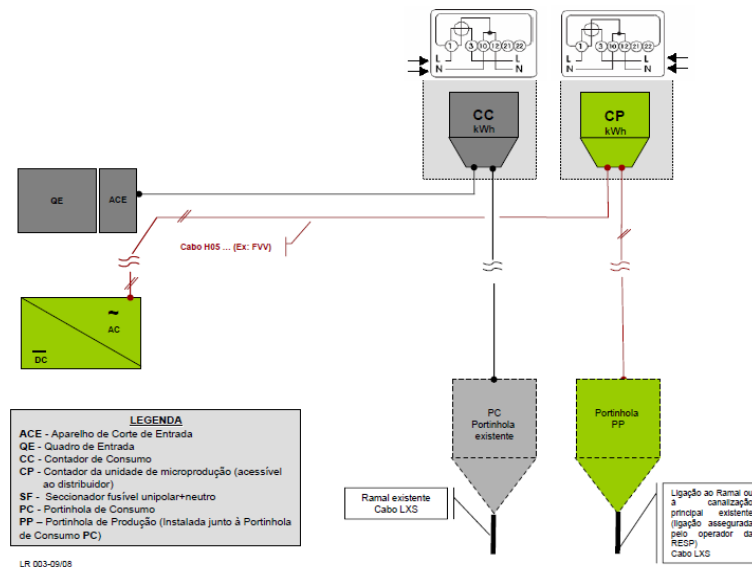 1 3 10 12 21 22
L L
N N
1 3 10 12 21 22
L L
N N
CC
kWh
CP
kWh
QE
ACE
Cabo H05 ... (Ex: FVV)
~
AC
DC
PC
Portinhola
existente
Portinhola
PP
LEGENDA
ACE - Aparelho de Corte de Entrada
QE - Quadro de Entrada
CC - Contador de Consumo
CP - Contador da unidade de microprodução (acessível
ao distribuidor)
SF - Seccionador fusível unipolar+neutro
PC - Portinhola de Consumo
PP – Portinhola de Produção (Instalada junto à Portinhola
de Consumo PC)
Ramal existente
Cabo LXS
Ligação ao Ramal ou
à canalização
principal existente
(ligação assegurada
pelo operador da
RESP)
Cabo LXS
LR 003-09/08